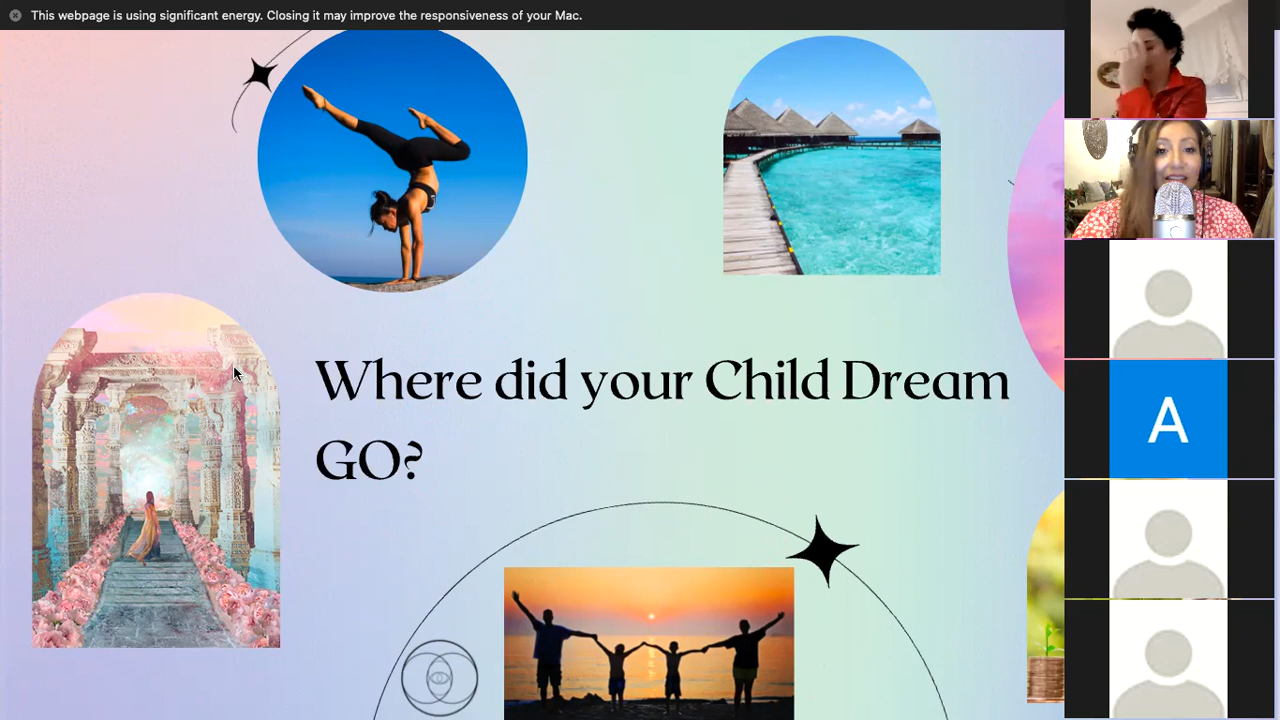 This webpage is using significant energy. Closing it may improve the responsiveness of your Mac.
Where did your Child Dream
GO?
A